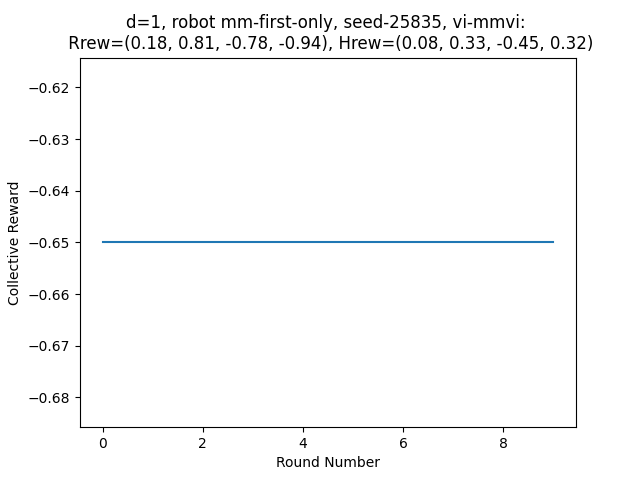 d=1, robot mm-first-only, seed-25835, vi-mmvi:
Rrew=(0.18, 0.81, -0.78, -0.94), Hrew=(0.08, 0.33, -0.45, 0.32)
−0.62
−0.63
−0.64
−0.65
−0.66
−0.67
−0.68
Collective Reward
0 2 4 6 8
Round Number